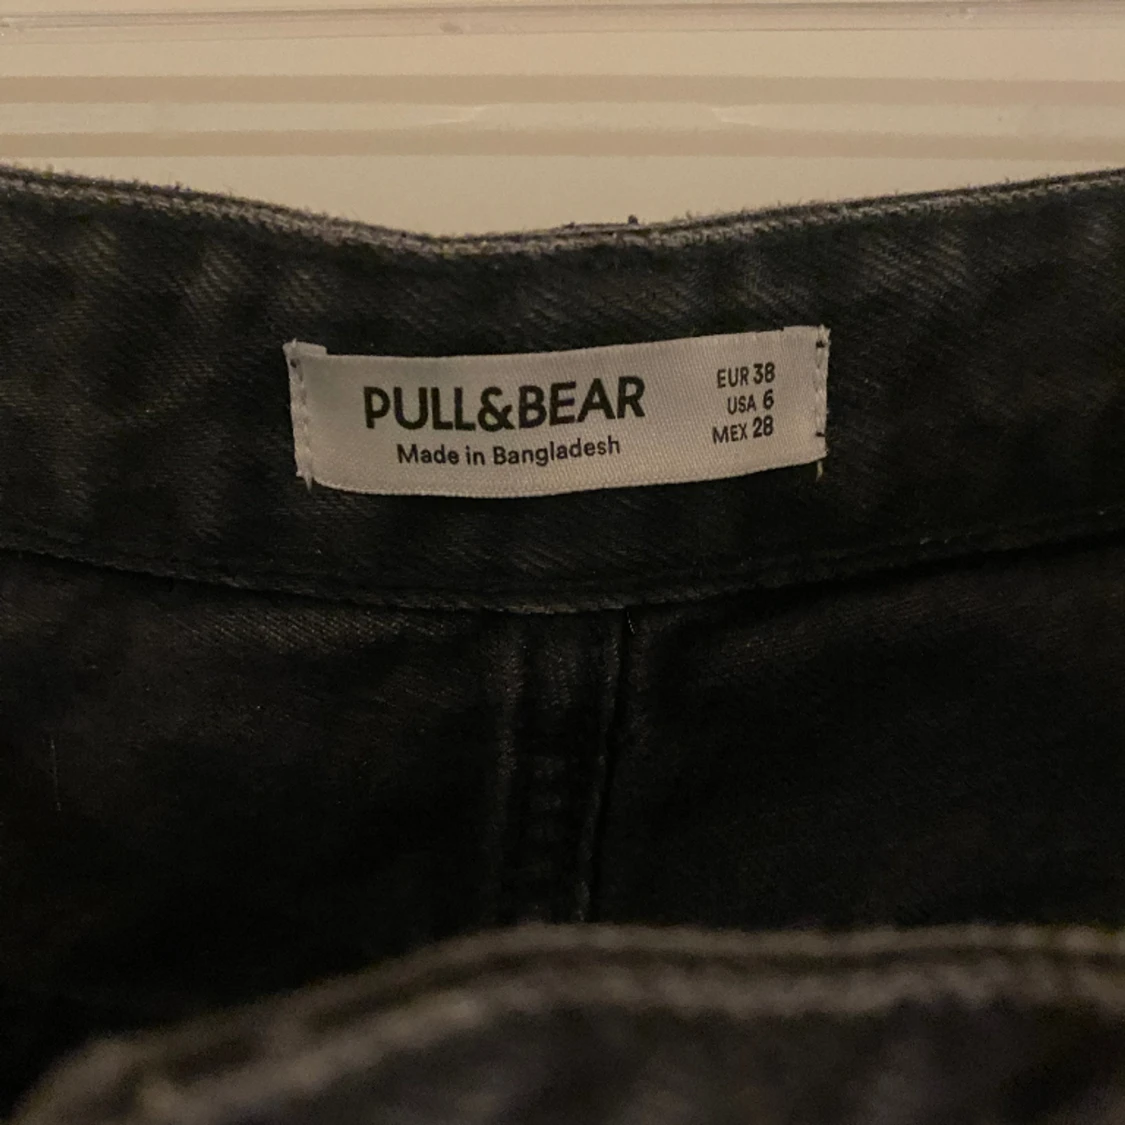 PULL&BEAR
Made in Bangladesh
EUR 38
USA 6
MEX 28